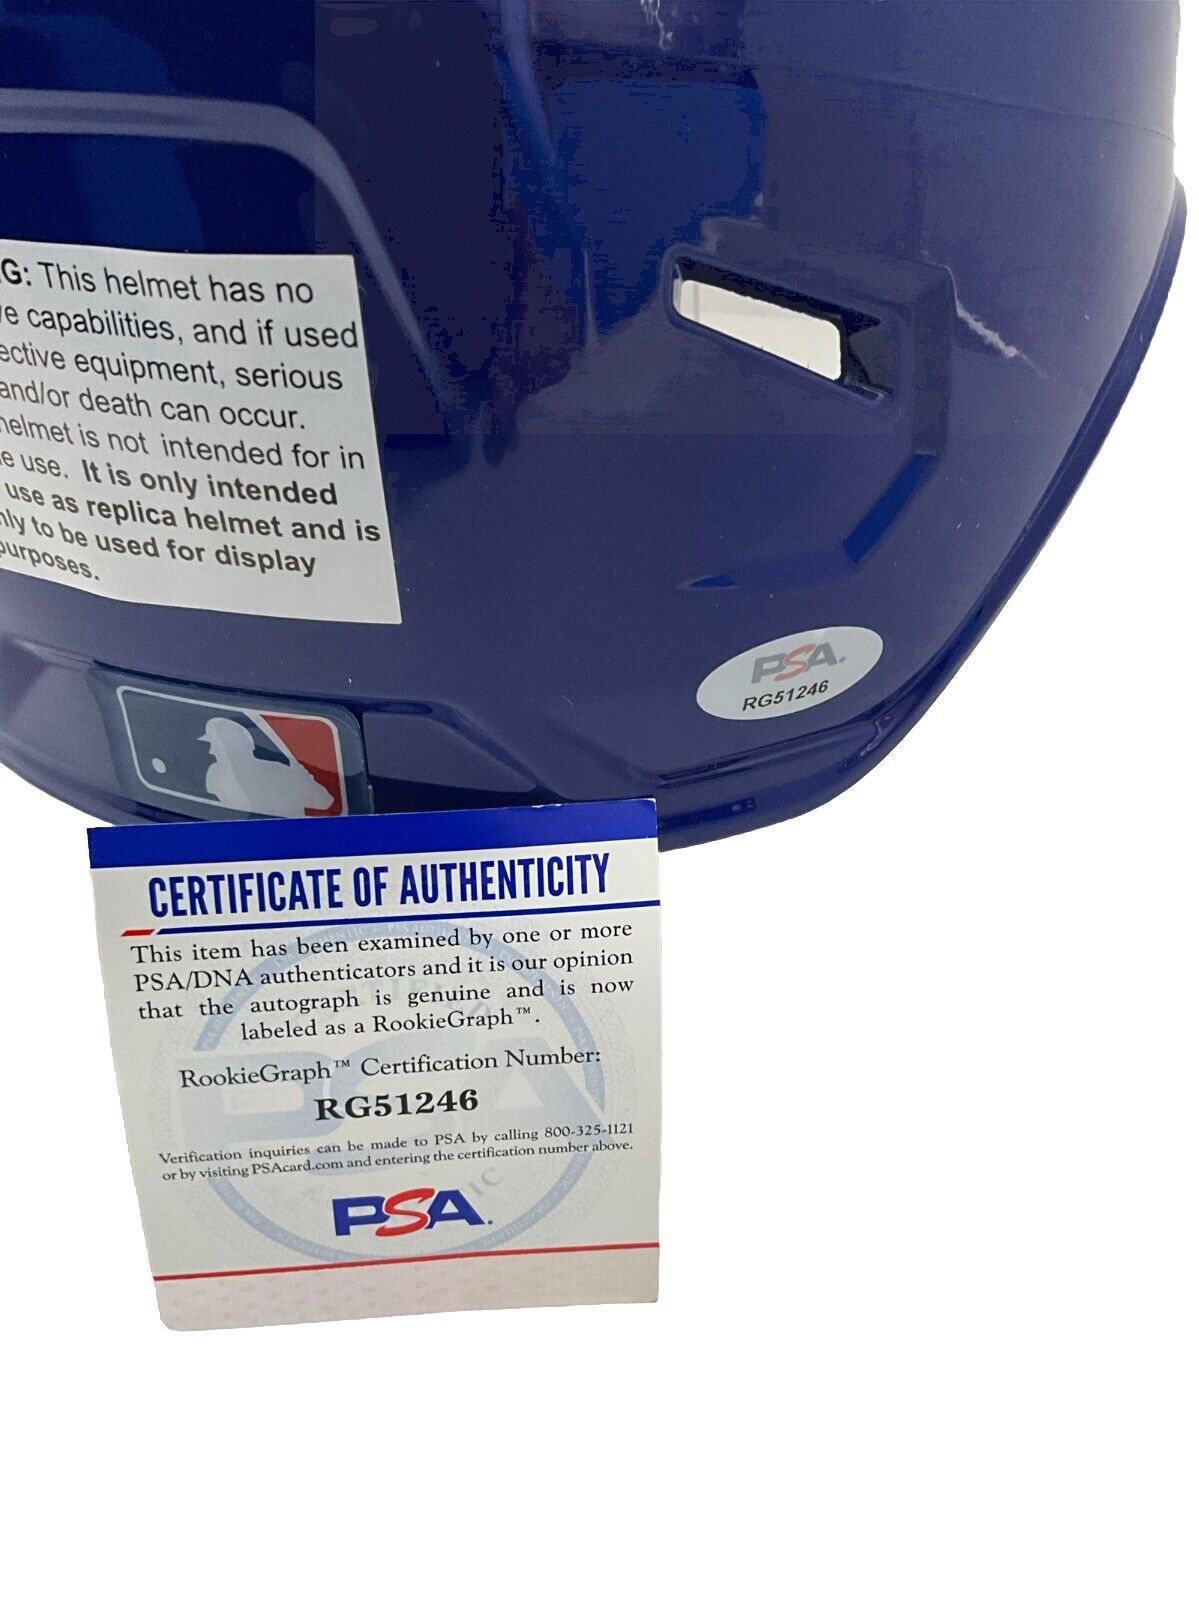 G: This helmet has no
e capabilities, and if used
ective equipment, serious
and/or death can occur.
helmet is not intended for in
e use. It is only intended
use as replica helmet and is
nly to be used for display
purposes.
PSA.
RG51246
CERTIFICATE OF AUTHENTICITY
This item has been examined by one or more
PSA/DNA authenticators and it is our opinion
that the autograph is genuine and is now
labeled as a RookieGraph™.
RookieGraph™ Certification Number:
RG51246
Verification inquiries can be made to PSA by calling 800-325-1121
or by visiting PSAcard.com and entering the certification number above.
PSA.